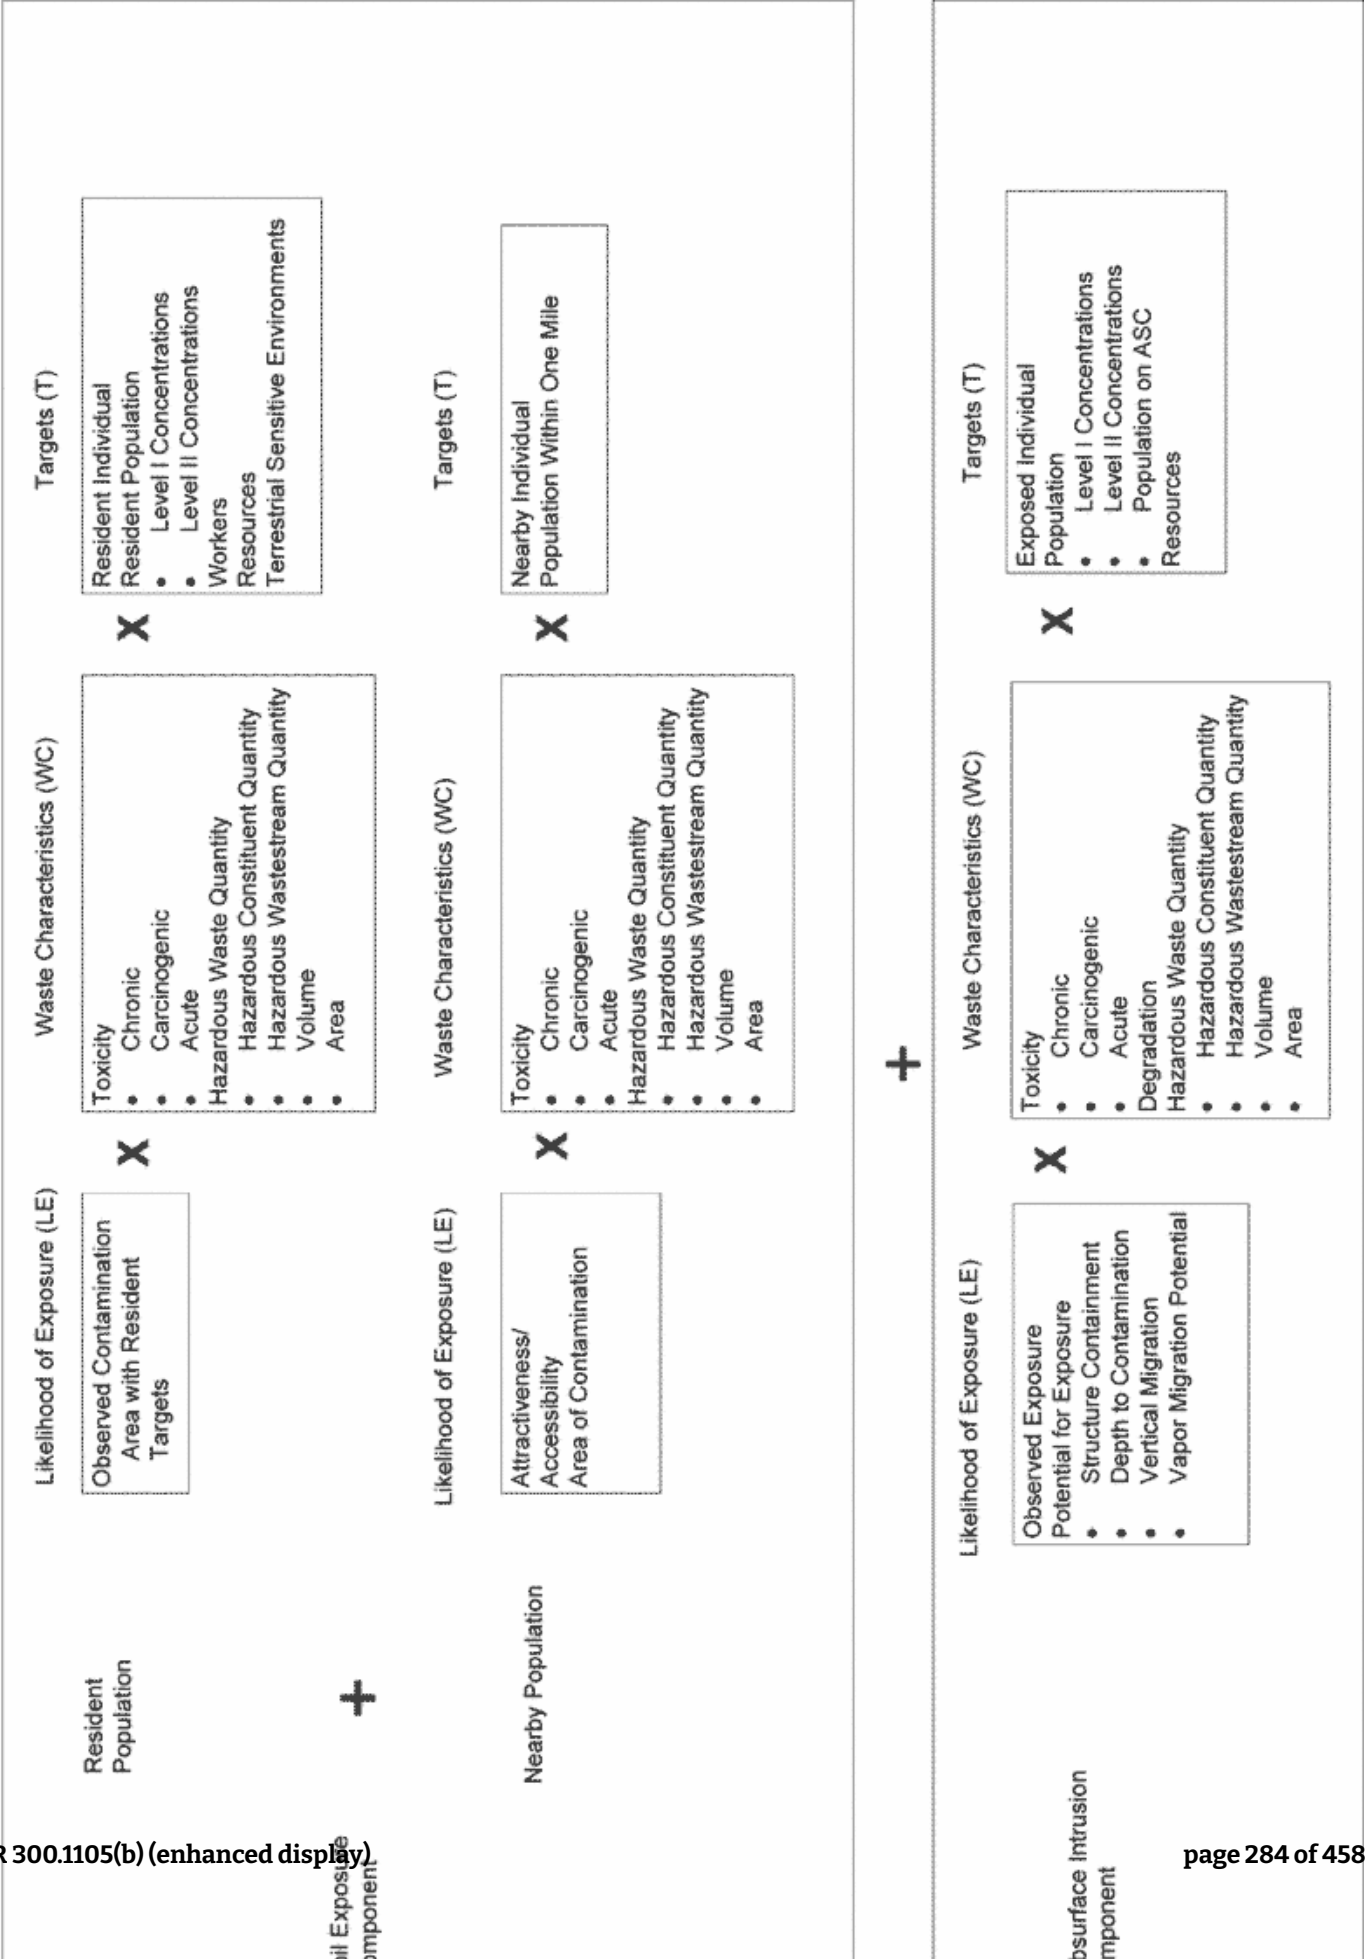 Resident
Population
Likelihood of Exposure (LE)
Observed Contamination
Area with Resident
Targets
X
Waste Characteristics (WC)
Toxicity
• Chronic
• Carcinogenic
• Acute
Hazardous Waste Quantity
• Hazardous Constituent Quantity
• Hazardous Wastestream Quantity
• Volume
• Area
X
Targets (T)
Resident Individual
Resident Population
• Level I Concentrations
• Level II Concentrations
Workers
Resources
Terrestrial Sensitive Environments
+
Nearby Population
Likelihood of Exposure (LE)
Attractiveness/
Accessibility
Area of Contamination
X
Waste Characteristics (WC)
Toxicity
• Chronic
• Carcinogenic
• Acute
Hazardous Waste Quantity
• Hazardous Constituent Quantity
• Hazardous Wastestream Quantity
• Volume
• Area
X
Targets (T)
Nearby Individual
Population Within One Mile
Exposure
+
Intrusion
Likelihood of Exposure (LE)
Observed Exposure
Potential for Exposure
• Structure Containment
• Depth to Contamination
• Vertical Migration
• Vapor Migration Potential
X
Waste Characteristics (WC)
Toxicity
• Chronic
• Carcinogenic
• Acute
Degradation
Hazardous Waste Quantity
• Hazardous Constituent Quantity
• Hazardous Wastestream Quantity
• Volume
• Area
X
Targets (T)
Exposed Individual
Population
• Level I Concentrations
• Level II Concentrations
• Population on ASC
Resources
R 300.1105(b) (enhanced display)
page 284 of 458